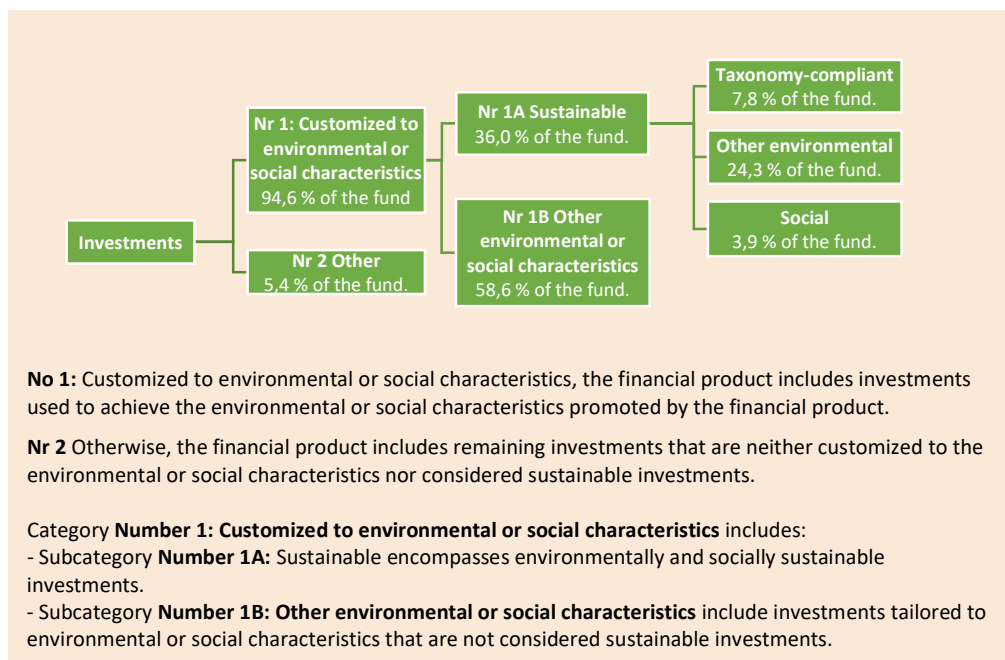 Investments
Nr 1: Customized to
environmental or
social characteristics
94,6 % of the fund
Nr 2 Other
5,4 % of the fund.
Nr 1A Sustainable
36,0 % of the fund.
Nr 1B Other
environmental or
social characteristics
58,6 % of the fund.
Taxonomy-compliant
7,8 % of the fund.
Other environmental
24,3 % of the fund.
Social
3,9 % of the fund.
No 1: Customized to environmental or social characteristics, the financial product includes investments
used to achieve the environmental or social characteristics promoted by the financial product.
Nr 2 Otherwise, the financial product includes remaining investments that are neither customized to the
environmental or social characteristics nor considered sustainable investments.
Category Number 1: Customized to environmental or social characteristics includes:
- Subcategory Number 1A: Sustainable encompasses environmentally and socially sustainable
investments.
- Subcategory Number 1B: Other environmental or social characteristics include investments tailored to
environmental or social characteristics that are not considered sustainable investments.